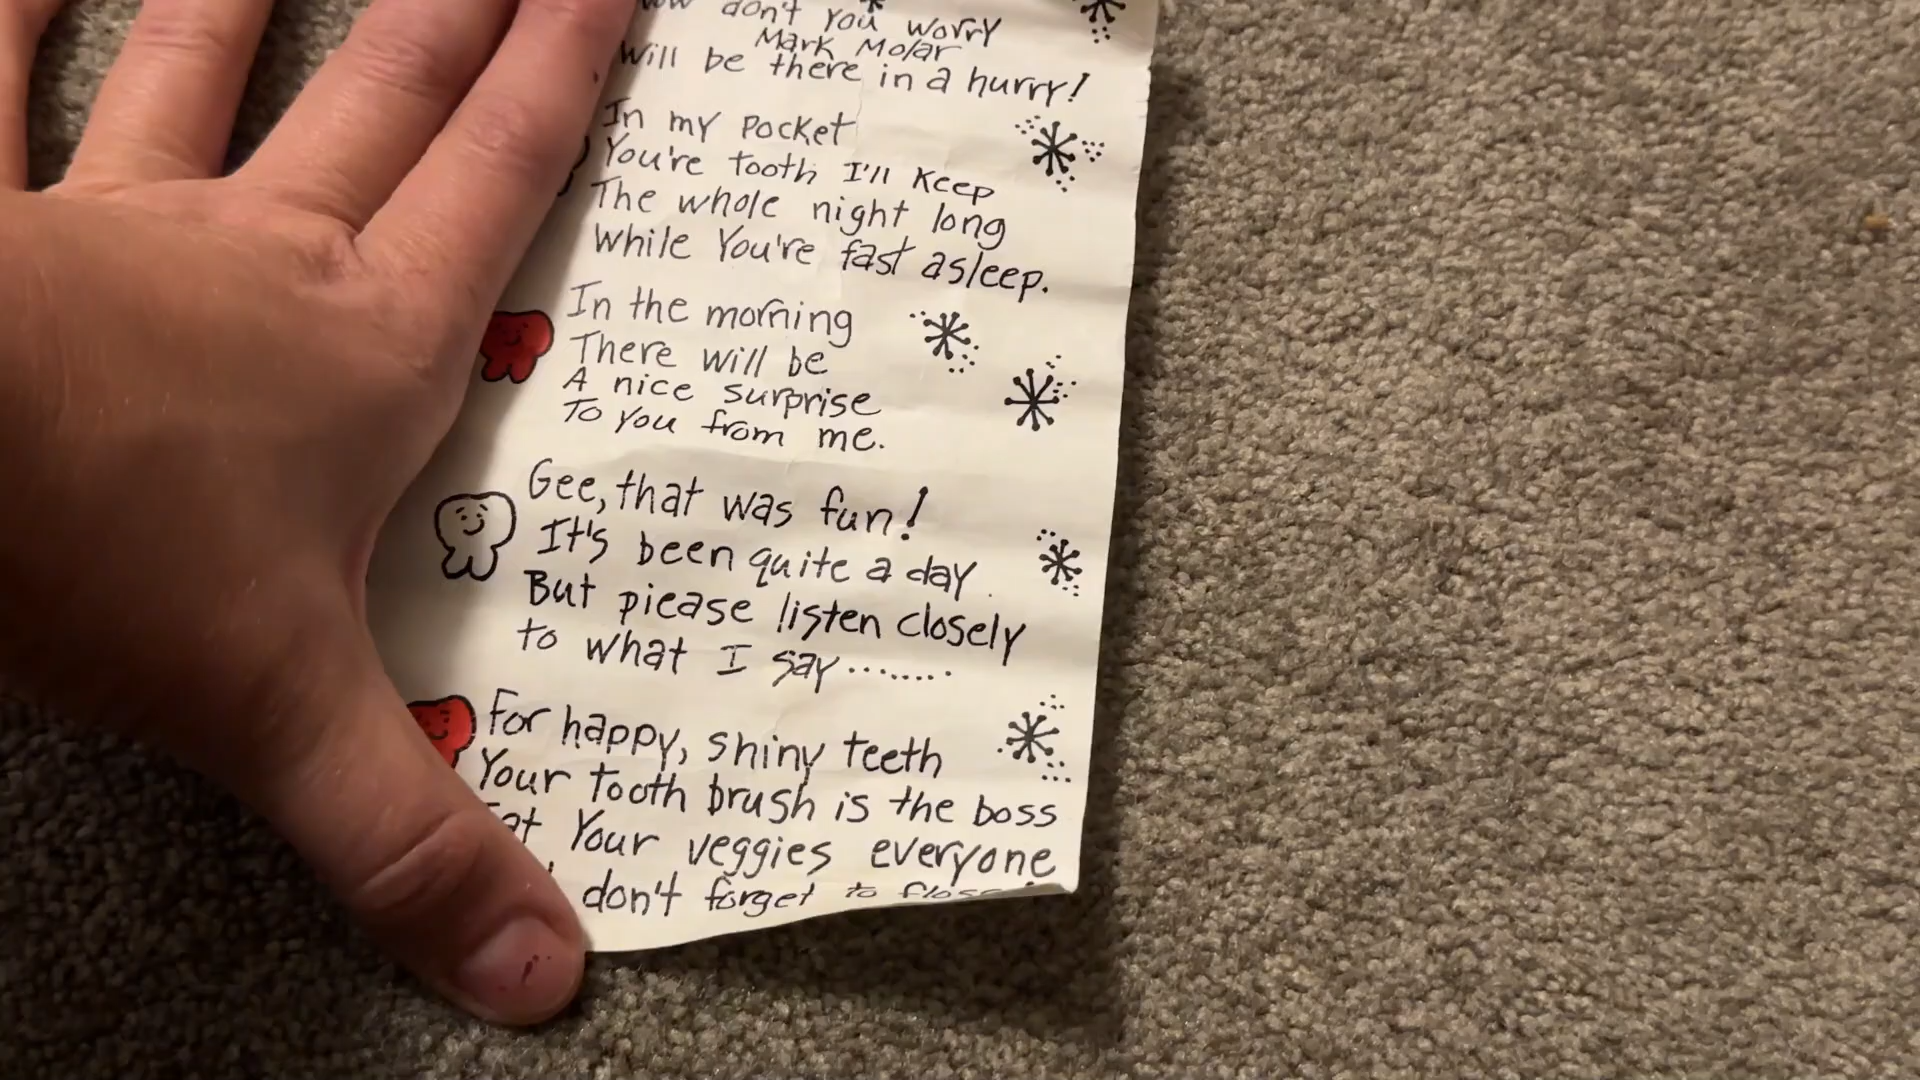 don't you worry
Mark Molar
will be there in a hurry!
In my pocket
You're tooth I'll Keep
The whole night long
while You're fast asleep.
In the morning
There will be
A nice surprise
To you from me.
Gee, that was fun!
It's been quite a day
But piease listen closely
to what I say ........
For happy, shiny teeth
Your tooth brush is the boss
Your veggies everyone
don't forget to floss